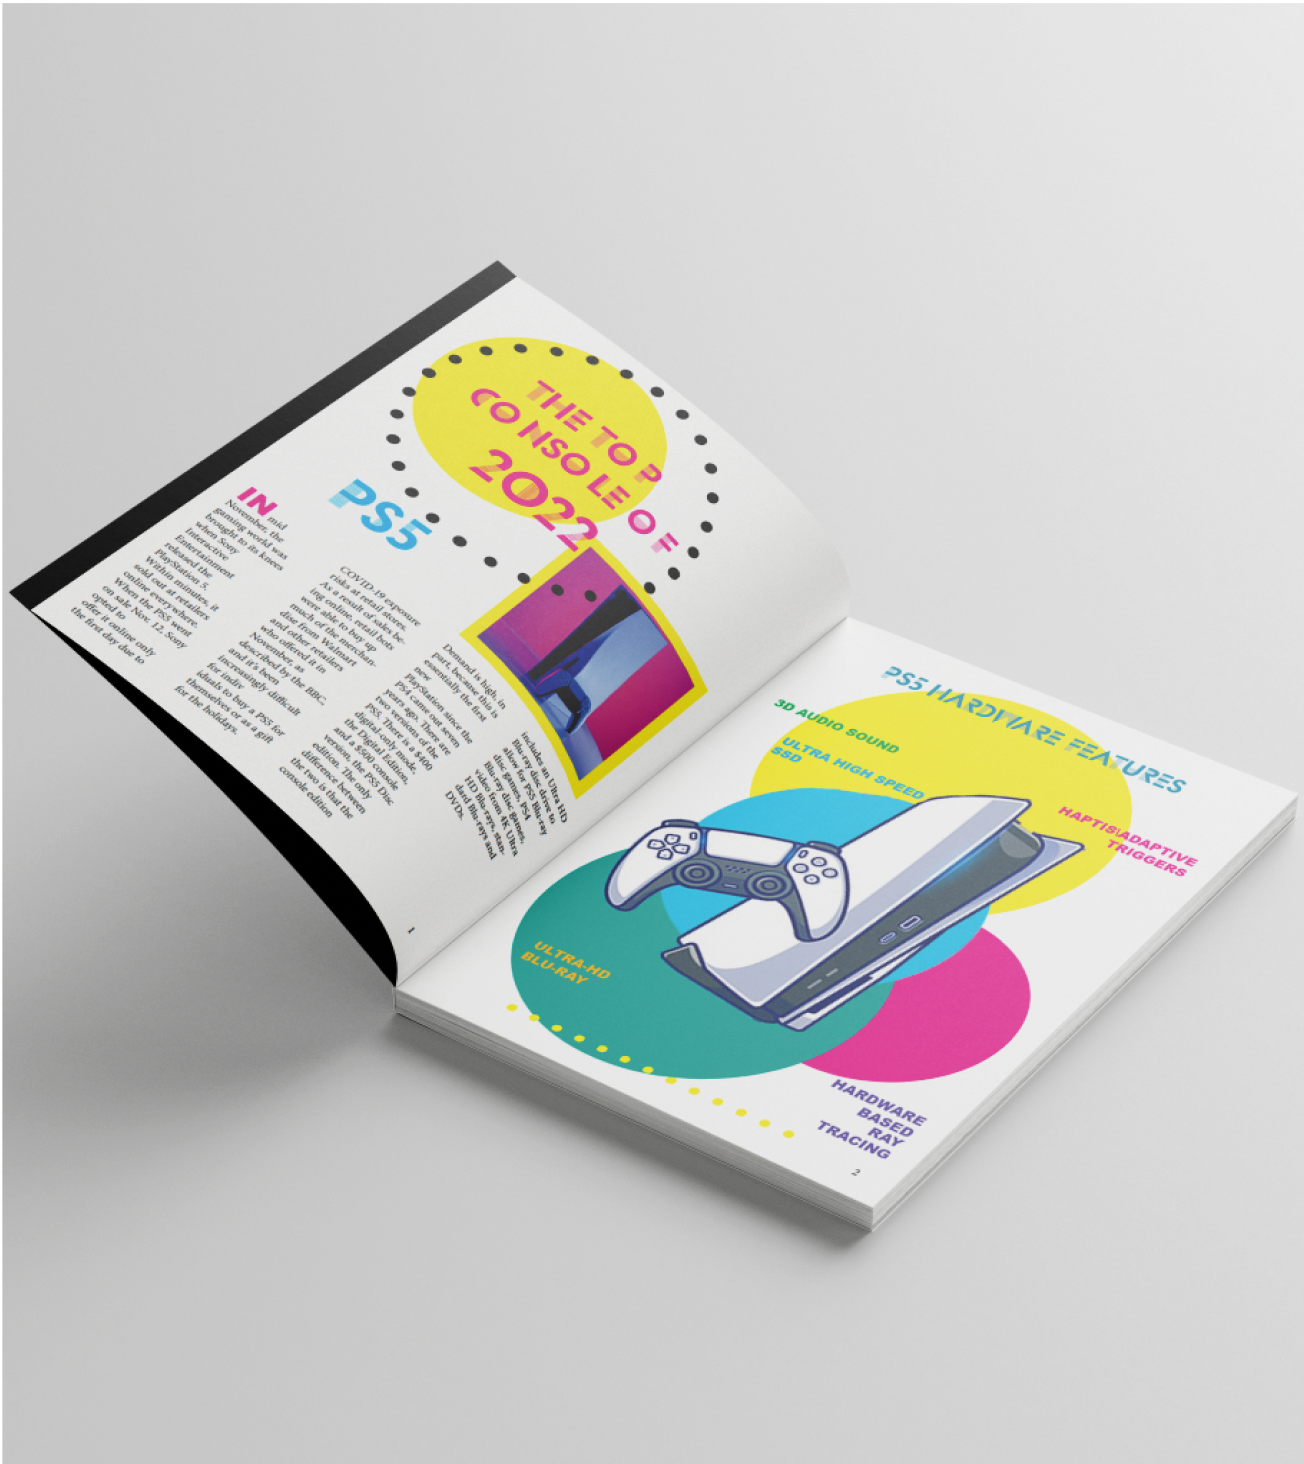 THE TOP
CONSOLE OF
2022
PS5
IN mid
November, the
gaming world was
brought to its knees
when Sony
Interactive
Entertainment
released the
PlayStation 5.
Within minutes, it
sold out at retailers
online everywhere.
When the PS5 went
on sale Nov. 12, Sony
opted to
offer it online only
the first day due to
COVID-19 exposure
risks at retail stores.
As a result of sales be-
ing online, retail bots
were able to buy up
much of the merchan-
dise from Walmart
and other retailers
who offered it in
November, as
described by the BBC,
and it's been
increasingly difficult
for indiv
iduals to buy a PS5 for
themselves or as a gift
for the holidays.
Demand is high, in
part, because this is
essentially the first
new
PlayStation since the
PS4 came out seven
years ago. There are
two versions of the
PS5. There is a $400
digital-only mode,
the Digital Edition,
and a $500 console
version, the PS5 Disc
edition. The only
difference between
the two is that the
console edition
includes an Ultra HD
Blu-ray disc drive to
allow for PS5 Blu-ray
disc games, PS4
Blu-ray disc games,
video from 4K Ultra
HD Blu-rays, stan-
dard Blu-rays and
DVDs.
1
PS5 HARDWARE FEATURES
3D AUDIO SOUND
ULTRA HIGH SPEED
SSD
HAPTIS\ADAPTIVE
TRIGGERS
ULTRA-HD
BLU-RAY
HARDWARE
BASED
RAY
TRACING
2